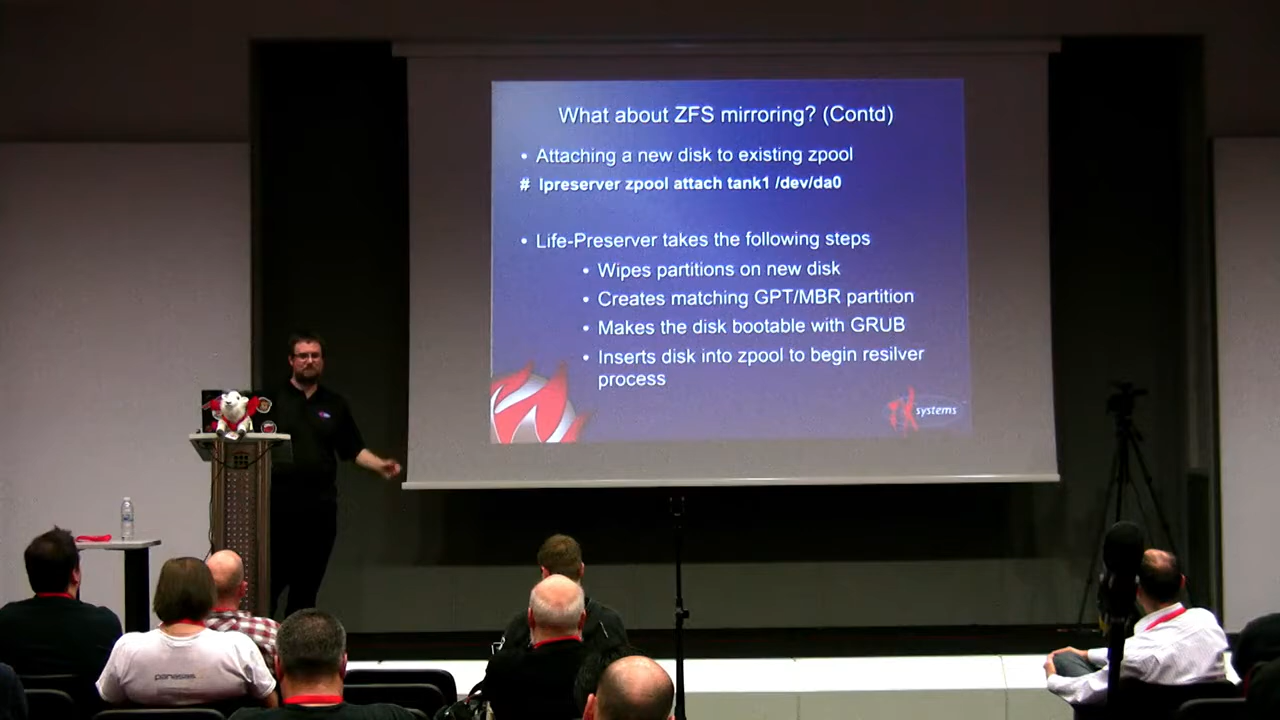 What about ZFS mirroring? (Contd)
• Attaching a new disk to existing zpool
# lpreserver zpool attach tank1 /dev/da0
• Life-Preserver takes the following steps
• Wipes partitions on new disk
• Creates matching GPT/MBR partition
• Makes the disk bootable with GRUB
• Inserts disk into zpool to begin resilver
process
systems
panasas